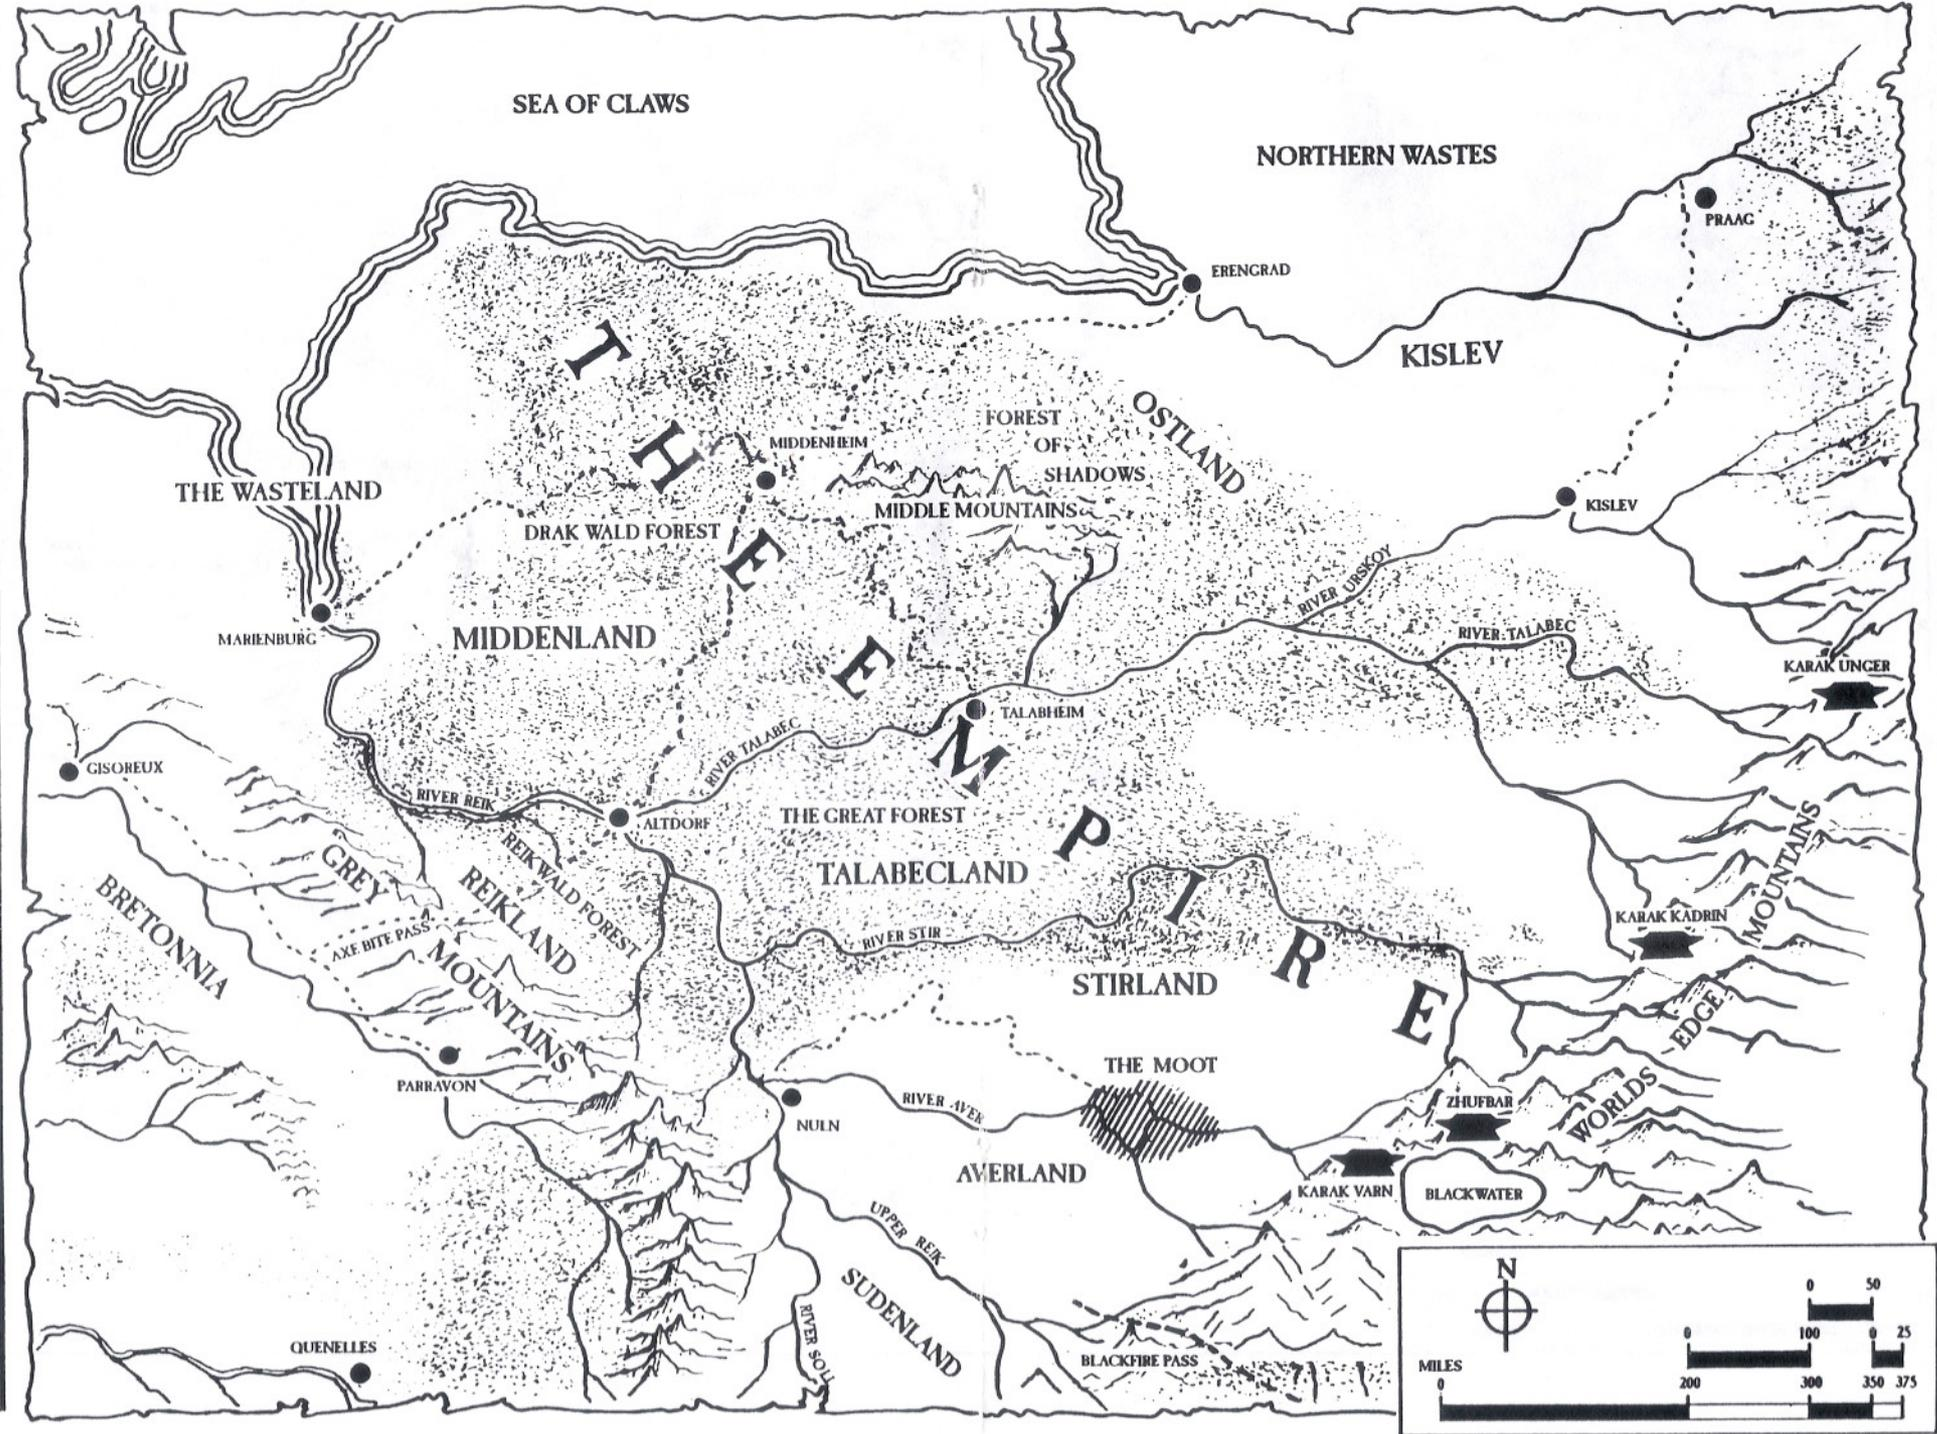 SEA OF CLAWS
NORTHERN WASTES
PRAAG
ERENGRAD
KISLEV
THE EMPIRE
FOREST
OF
SHADOWS
OSTLAND
MIDDENHEIM
MIDDLE MOUNTAINS
THE WASTELAND
DRAK WALD FOREST
KISLEV
RIVER URSKOY
MARIENBURG
MIDDENLAND
RIVER TALABEC
KARAK UNGER
TALABHEIM
RIVER TALABEC
GISOREUX
RIVER REIK
ALTDORF
THE GREAT FOREST
TALABECLAND
REIKWALD FOREST
REIKLAND
GREY
MOUNTAINS
BRETONNIA
AXE BITE PASS
RIVER STIR
STIRLAND
KARAK KADRIN
WORLDS
EDGE
MOUNTAINS
PARRAVON
THE MOOT
ZHUFBAR
NULN
RIVER AVER
AVERLAND
KARAK VARN
BLACKWATER
UPPER REIK
SUDENLAND
RIVER SOLL
QUENELLES
BLACKFIRE PASS
N
0 50
0 100 0 25
MILES
0 200 300 350 375